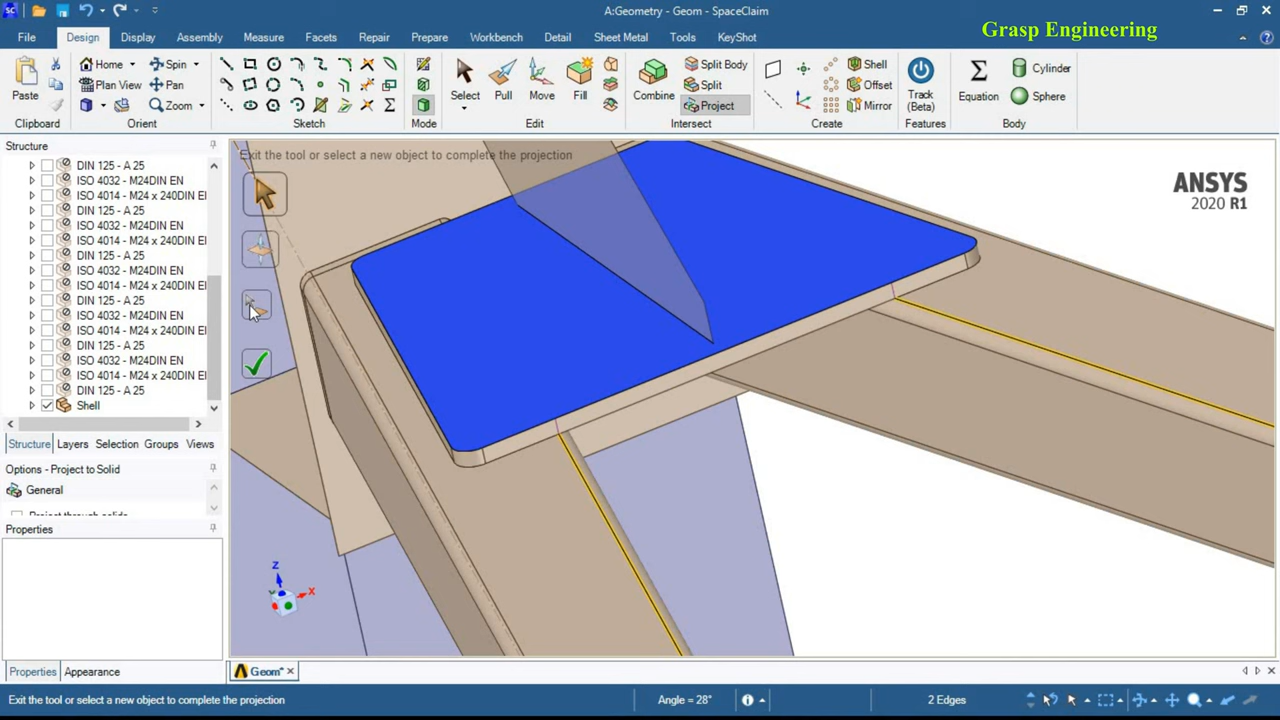 A:Geometry - Geom - SpaceClaim
File
Design
Display
Assembly
Measure
Facets
Repair
Prepare
Workbench
Detail
Sheet Metal
Tools
KeyShot
Grasp Engineering
Paste
Clipboard
Home
Spin
Plan View
Pan
Zoom
Orient
Sketch
Mode
Select
Pull
Move
Fill
Edit
Combine
Split Body
Split
Project
Intersect
Shell
Offset
Mirror
Create
Track
(Beta)
Features
Equation
Cylinder
Sphere
Body
Structure
DIN 125 - A 25
ISO 4032 - M24DIN EN
ISO 4014 - M24 x 240DIN EN
DIN 125 - A 25
ISO 4032 - M24DIN EN
ISO 4014 - M24 x 240DIN EN
DIN 125 - A 25
ISO 4032 - M24DIN EN
ISO 4014 - M24 x 240DIN EN
DIN 125 - A 25
ISO 4032 - M24DIN EN
ISO 4014 - M24 x 240DIN EN
DIN 125 - A 25
ISO 4032 - M24DIN EN
ISO 4014 - M24 x 240DIN EN
DIN 125 - A 25
Shell
Structure Layers Selection Groups Views
Options - Project to Solid
General
Project through solids
Properties
Properties Appearance
Exit the tool or select a new object to complete the projection
ANSYS
2020 R1
Z
X
Geom*
Exit the tool or select a new object to complete the projection
Angle = 28°
2 Edges